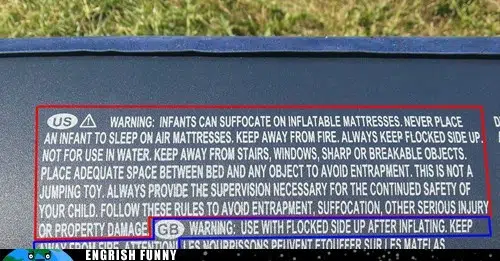 US WARNING: INFANTS CAN SUFFOCATE ON INFLATABLE MATTRESSES. NEVER PLACE
AN INFANT TO SLEEP ON AIR MATTRESSES. KEEP AWAY FROM FIRE. ALWAYS KEEP FLOCKED SIDE UP.
NOT FOR USE IN WATER. KEEP AWAY FROM STAIRS, WINDOWS, SHARP OR BREAKABLE OBJECTS.
PLACE ADEQUATE SPACE BETWEEN BED AND ANY OBJECT TO AVOID ENTRAPMENT. THIS IS NOT A
JUMPING TOY. ALWAYS PROVIDE THE SUPERVISION NECESSARY FOR THE CONTINUED SAFETY OF
YOUR CHILD. FOLLOW THESE RULES TO AVOID ENTRAPMENT. SUFFOCATION, OTHER SERIOUS INJURY
OR PROPERTY DAMAGE GB WARNING: USE WITH FLOCKED SIDE UP AFTER INFLATING. KEEP
AWAY FROM FIRE. ATTENTION LES NOURRISSONS PEUVENT ETOUFFER SUR LES MATELAS
ENGRISH FUNNY